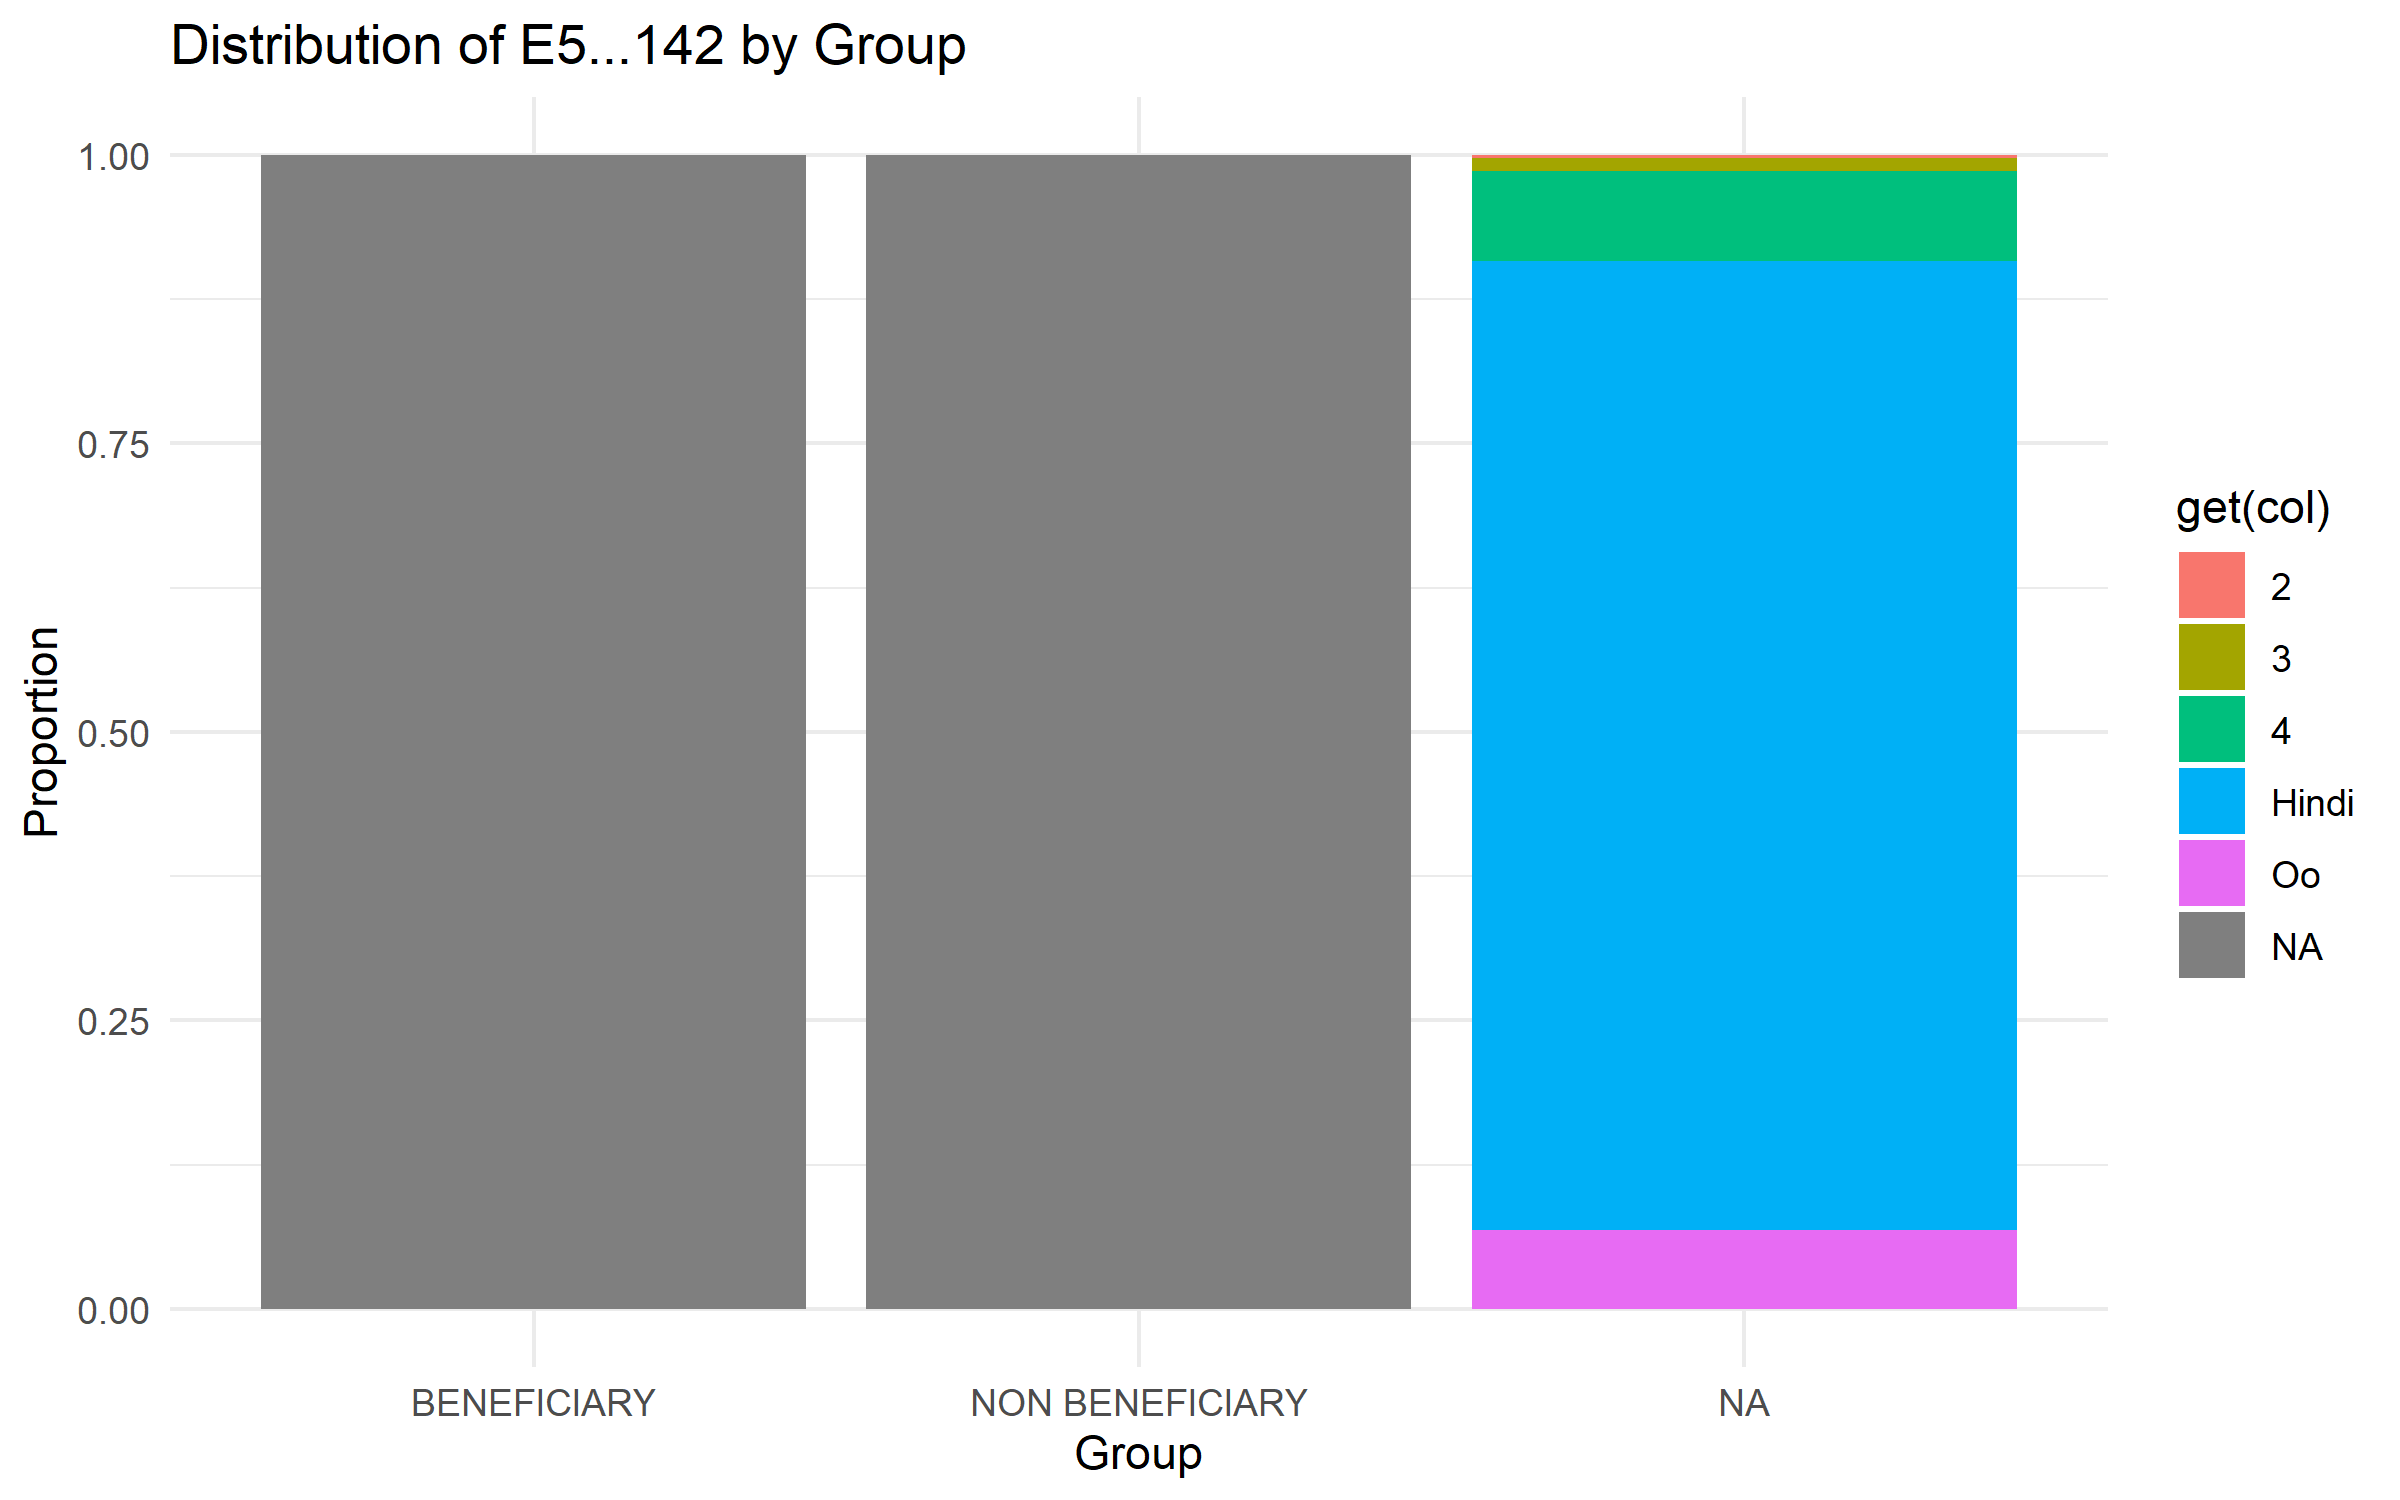 Distribution of E5...142 by Group
Proportion
1.00
0.75
0.50
0.25
0.00
BENEFICIARY
NON BENEFICIARY
NA
Group
get(col)
2
3
4
Hindi
Oo
NA